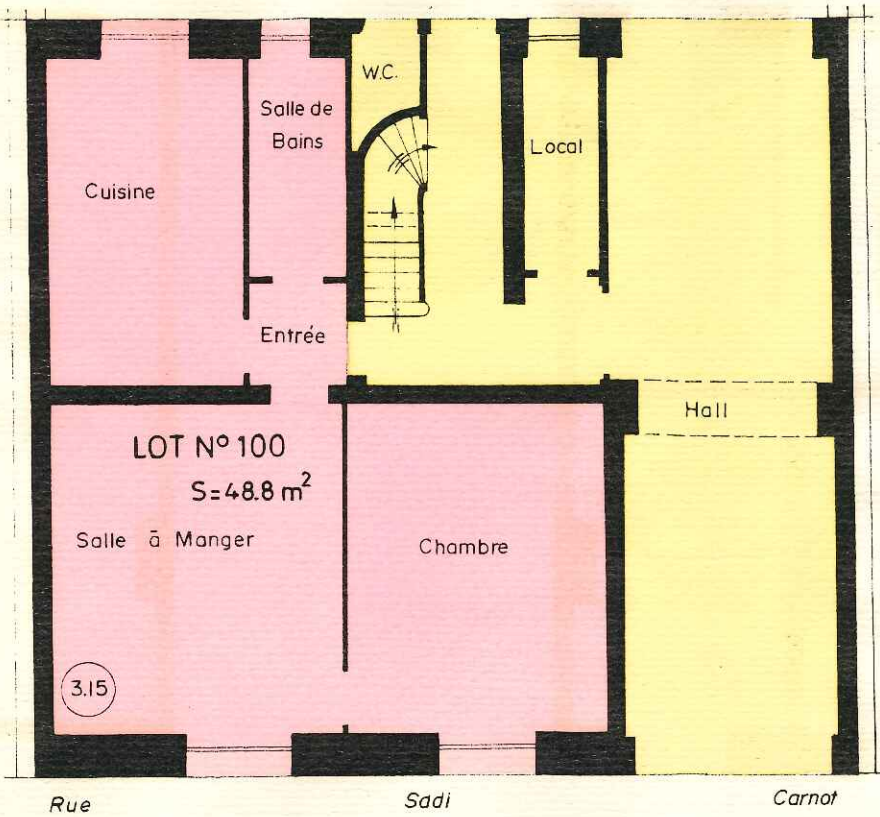 W.C.
Salle de
Bains
Local
Cuisine
Entrée
Hall
LOT N° 100
S=48.8 m²
Salle à Manger
Chambre
3.15
Rue Sadi Carnot